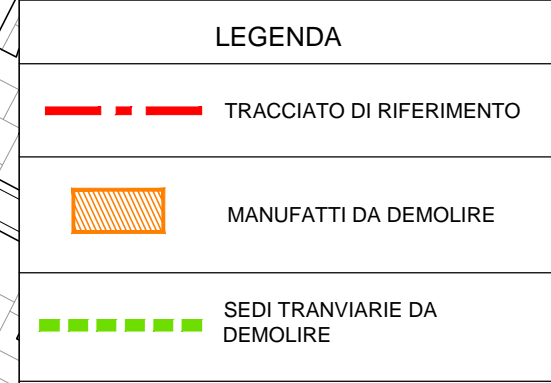 LEGENDA
TRACCIATO DI RIFERIMENTO
MANUFATTI DA DEMOLIRE
SEDI TRANVIARIE DA
DEMOLIRE